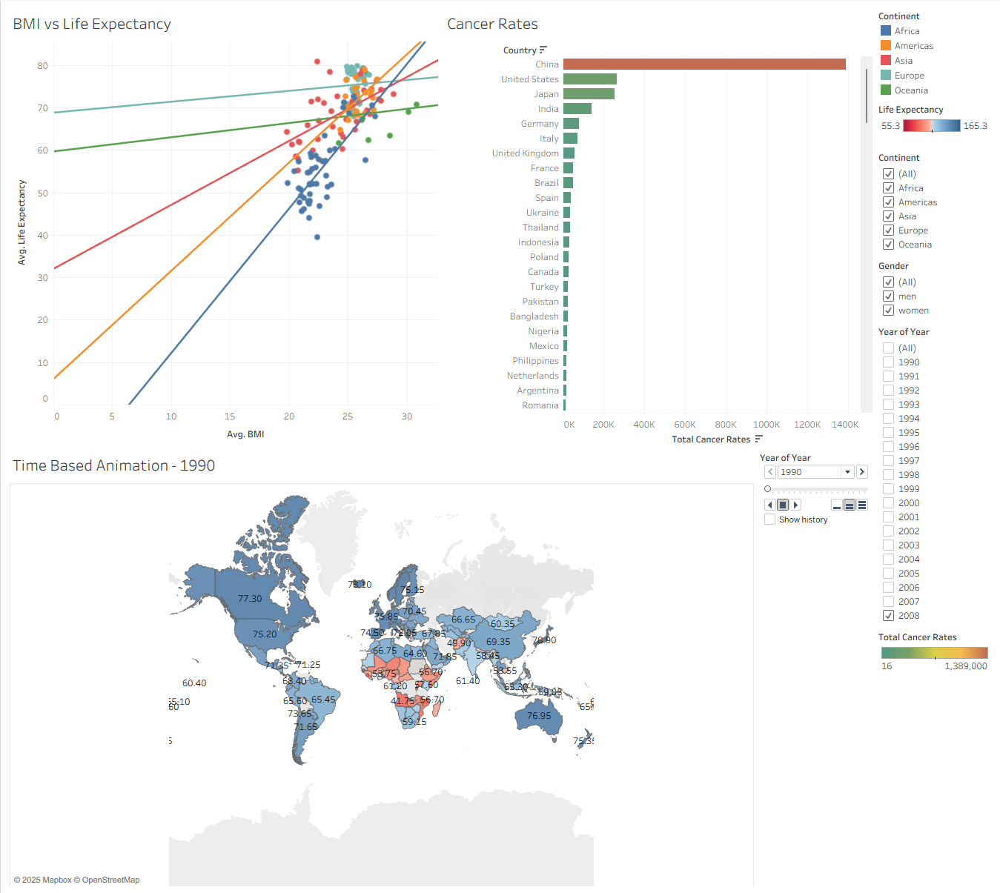 BMI vs Life Expectancy
80
70
60
50
40
30
20
10
0
Avg. Life Expectancy
0 5 10 15 20 25 30
Avg. BMI
Cancer Rates
Country
China
United States
Japan
India
Germany
Italy
United Kingdom
France
Brazil
Spain
Ukraine
Thailand
Indonesia
Poland
Canada
Turkey
Pakistan
Bangladesh
Nigeria
Mexico
Philippines
Netherlands
Argentina
Romania
0K 200K 400K 600K 800K 1000K 1200K 1400K
Total Cancer Rates
Continent
Africa
Americas
Asia
Europe
Oceania
Life Expectancy
55.3 165.3
Continent
(All)
Africa
Americas
Asia
Europe
Oceania
Gender
(All)
men
women
Year of Year
(All)
1990
1991
1992
1993
1994
1995
1996
1997
1998
1999
2000
2001
2002
2003
2004
2005
2006
2007
2008
Total Cancer Rates
16 1,389,000
Time Based Animation - 1990
Year of Year
1990
Show history
78.10
75.15
77.30
70.45
75.85
66.65
60.35
75.20
74.50
72.05
67.85
78.90
69.35
49.90
66.75
64.60
71.85
58.45
71.35
71.25
53.75
56.70
53.55
68.40
61.40
60.40
61.20
57.60
63.30
59.05
65.60
65.45
41.75
56.70
73.65
59.15
76.95
71.65
© 2025 Mapbox © OpenStreetMap